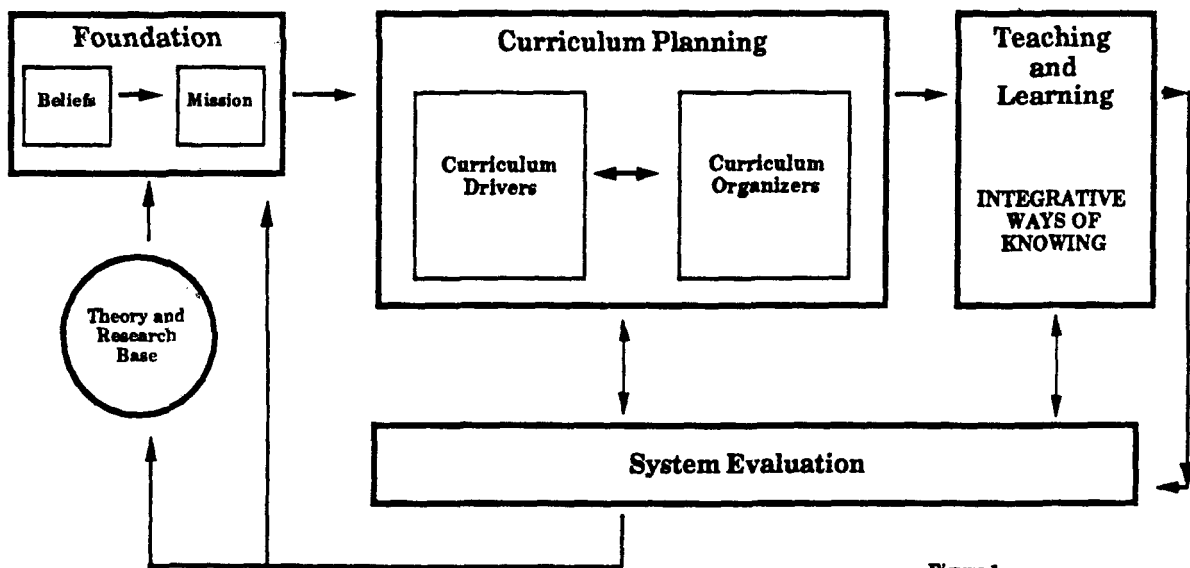 Foundation
Beliefs
Mission
Curriculum Planning
Curriculum
Drivers
Curriculum
Organizers
Teaching
and
Learning
INTEGRATIVE
WAYS OF
KNOWING
Theory and
Research
Base
System Evaluation